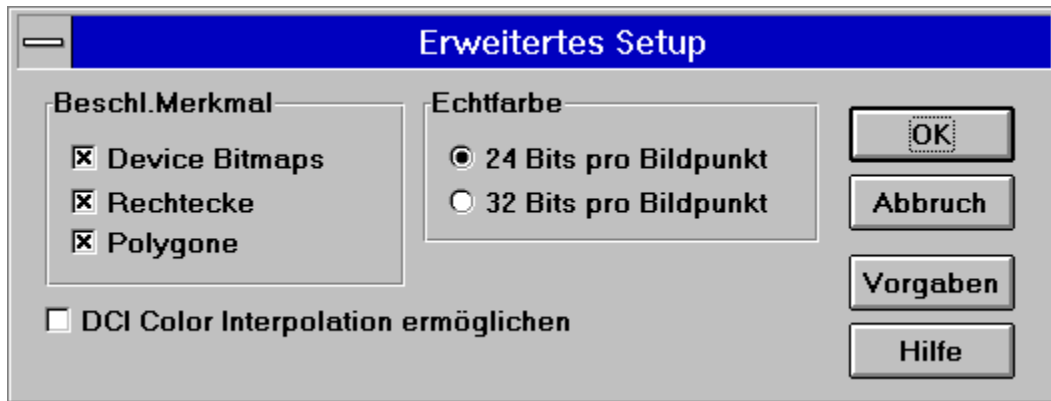 Erweitertes Setup
Beschl.Merkmal
Device Bitmaps
Rechtecke
Polygone
Echtfarbe
24 Bits pro Bildpunkt
32 Bits pro Bildpunkt
DCI Color Interpolation ermöglichen
OK
Abbruch
Vorgaben
Hilfe